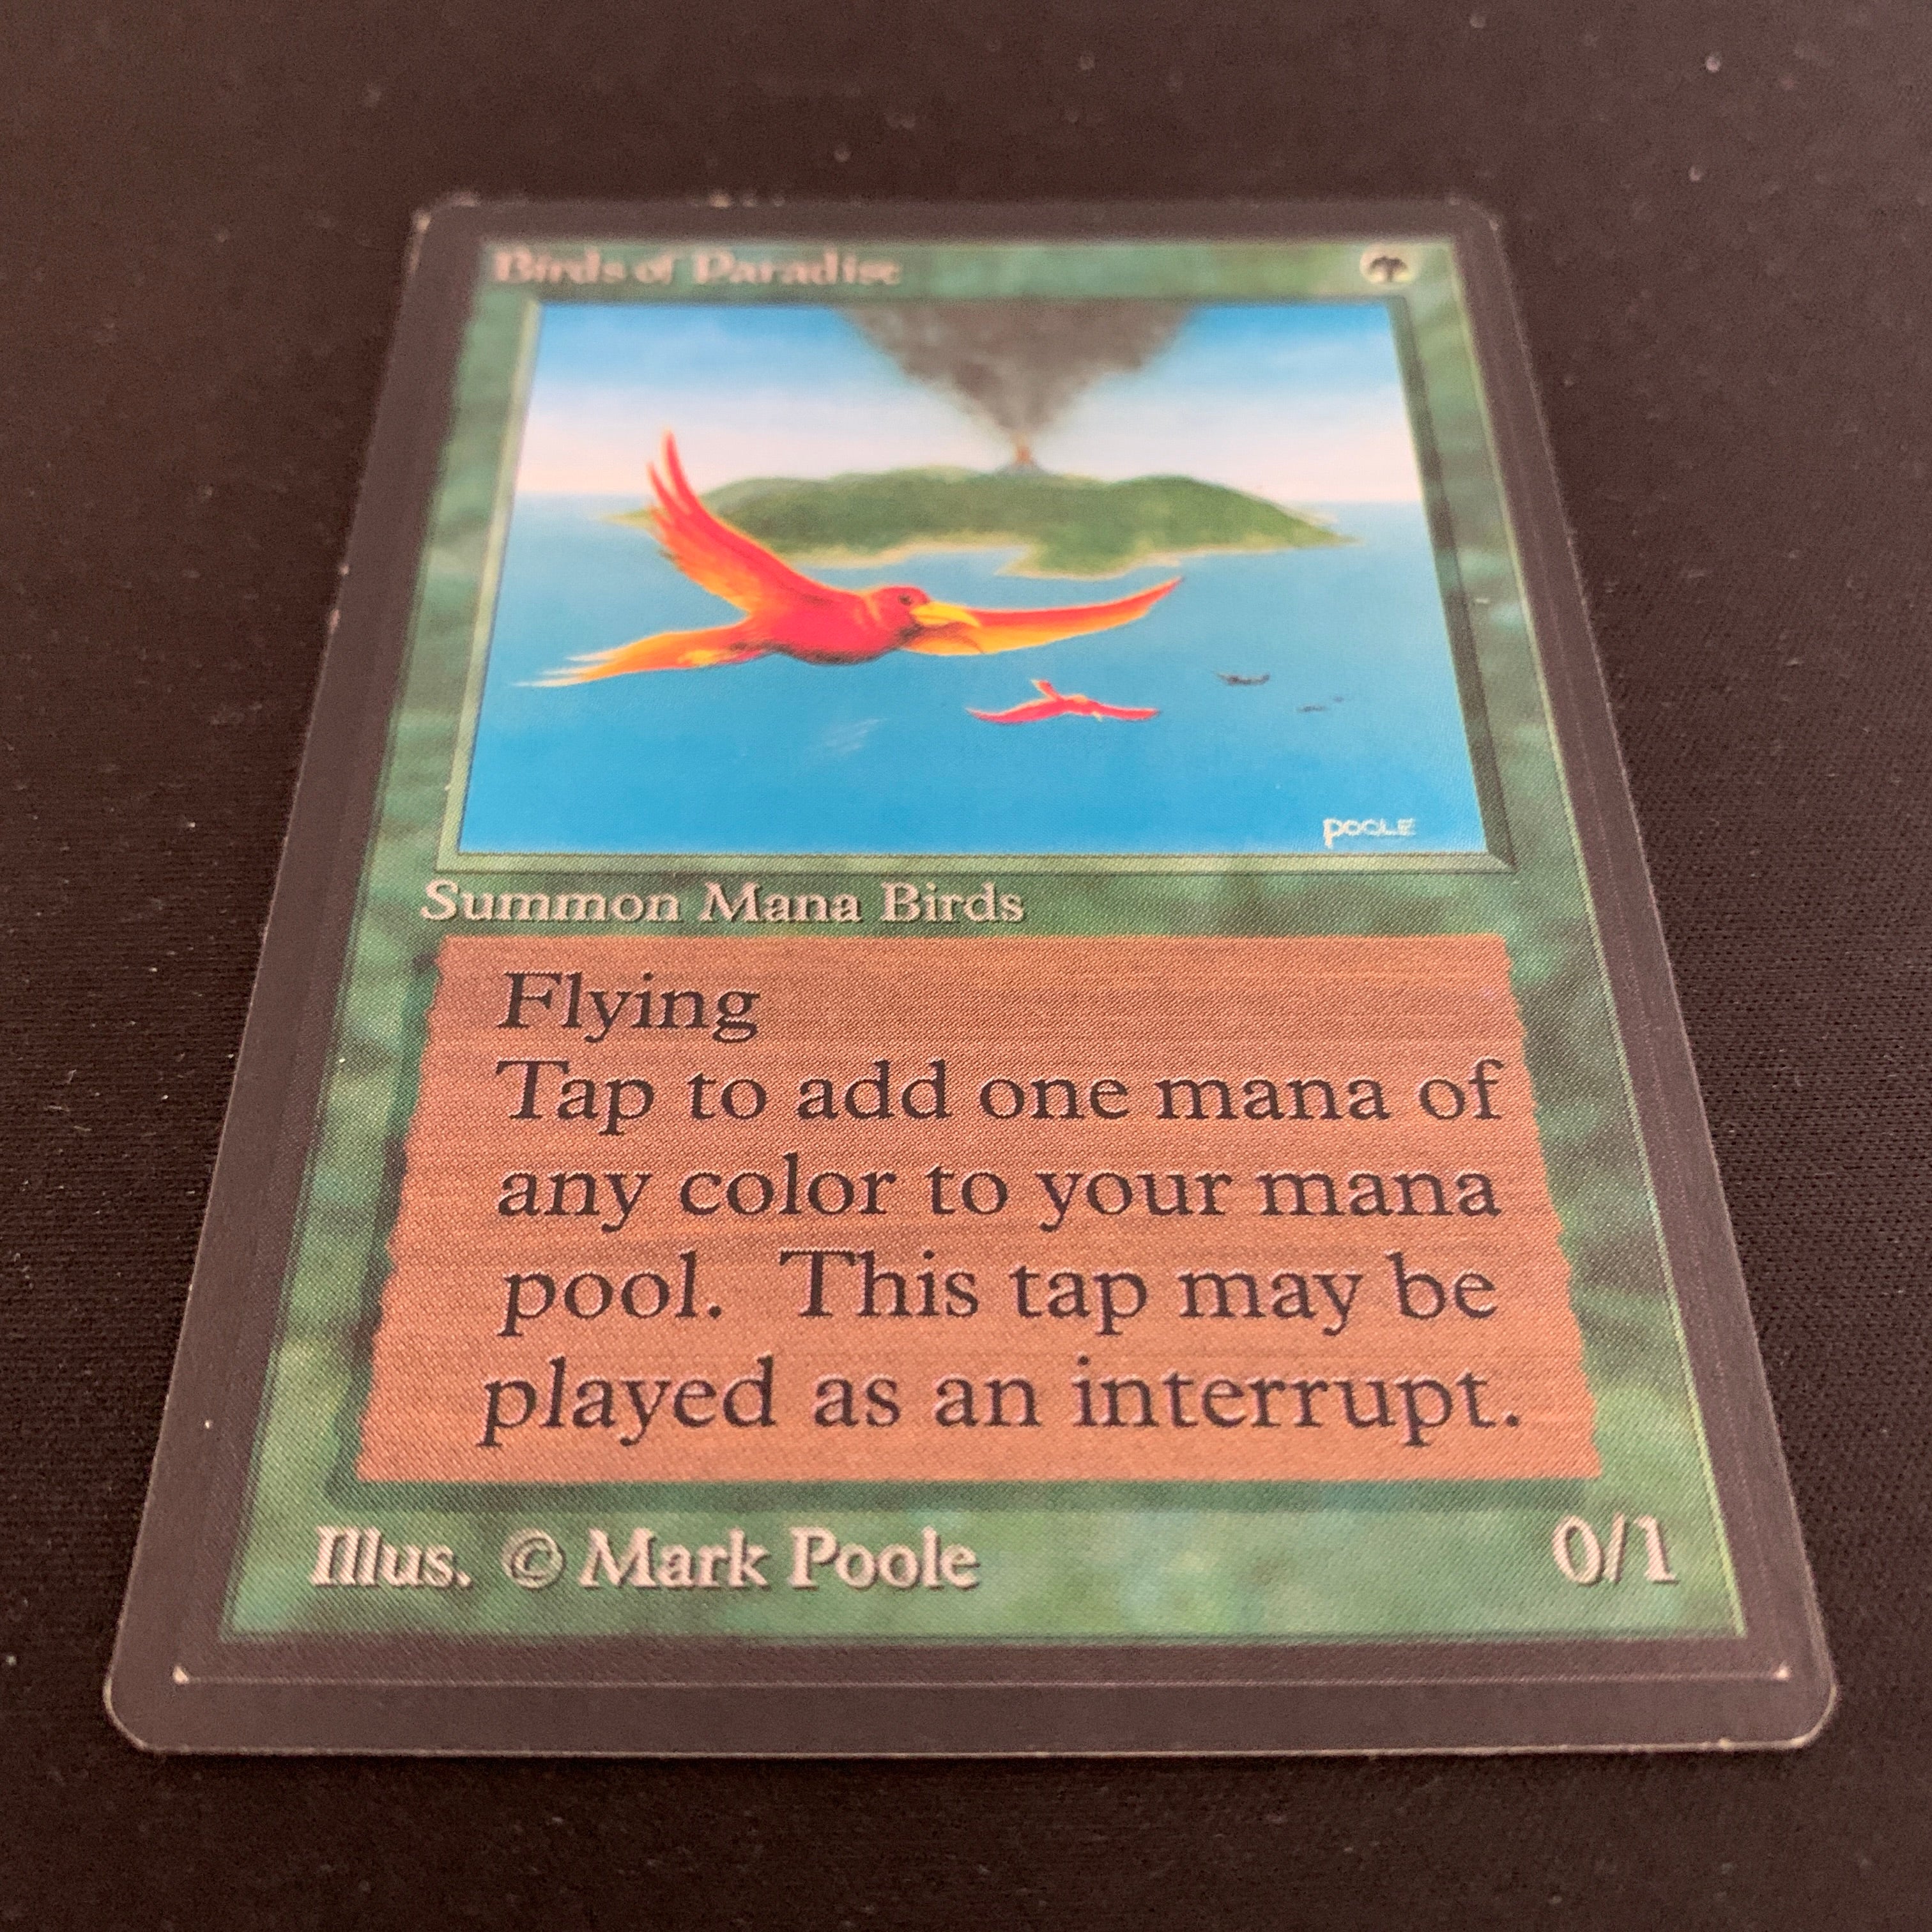 Birds of Paradise
POOLE
Summon Mana Birds
Flying
Tap to add one mana of
any color to your mana
pool. This tap may be
played as an interrupt.
Illus. © Mark Poole
0/1